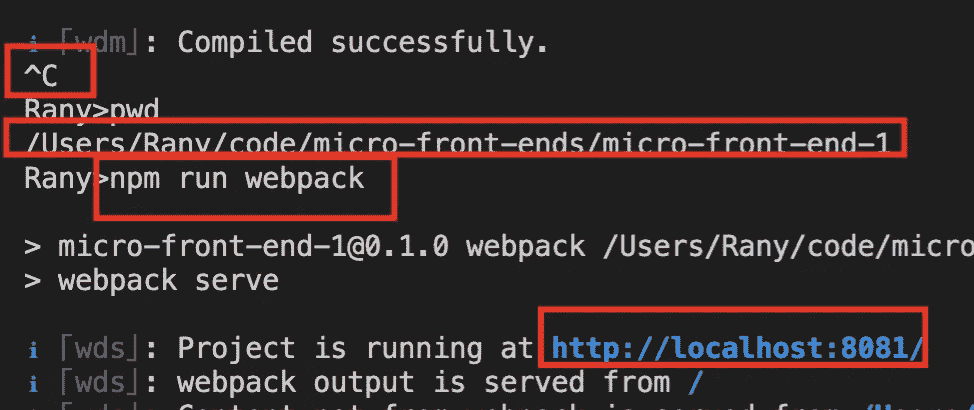 i ⌈wdm⌋: Compiled successfully.
^C
Rany>pwd
/Users/Rany/code/micro-front-ends/micro-front-end-1
Rany>npm run webpack
> micro-front-end-1@0.1.0 webpack /Users/Rany/code/micro
> webpack serve
i ⌈wds⌋: Project is running at http://localhost:8081/
i ⌈wds⌋: webpack output is served from /